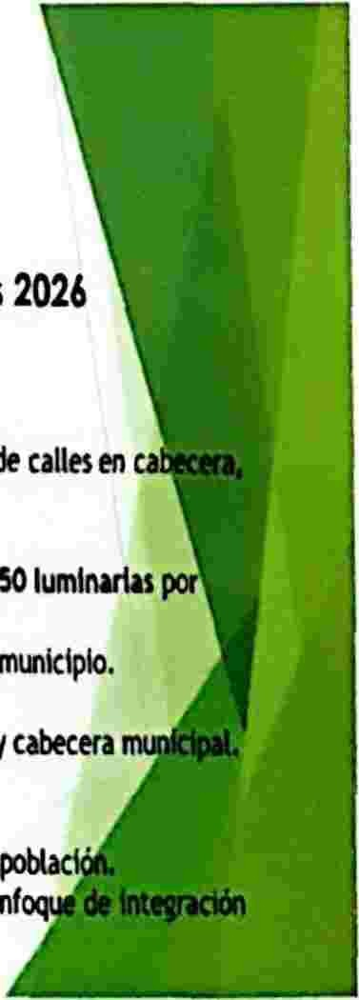 s 2026
de calles en cabecera,
50 luminarias por
municipio.
y cabecera municipal.
población.
nfoque de integración